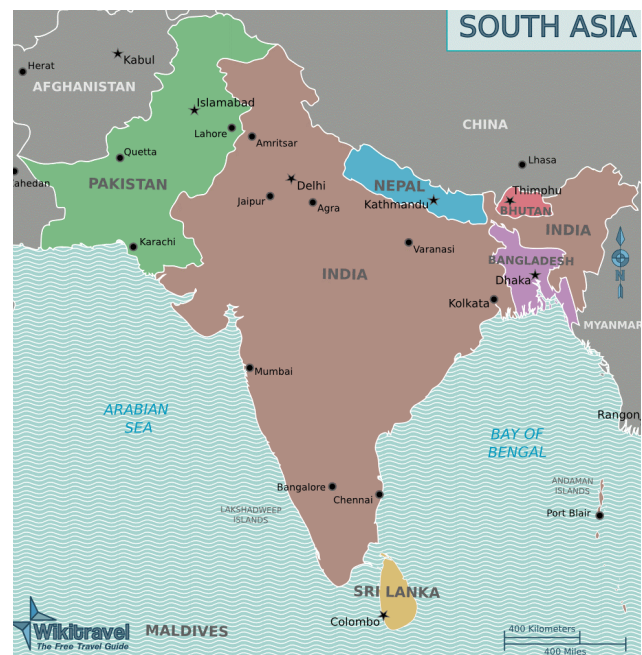 SOUTH ASIA
Kabul
Herat
AFGHANISTAN
Islamabad
Lahore
Amritsar
CHINA
Quetta
Lhasa
ahedan
PAKISTAN
Delhi
NEPAL
Thimphu
Jaipur
Agra
Kathmandu
BHUTAN
INDIA
Karachi
Varanasi
BANGLADESH
N
INDIA
Dhaka
Kolkata
MYANMAR
Mumbai
ARABIAN
SEA
Rangon
BAY OF
BENGAL
Bangalore
Chennai
ANDAMAN
ISLANDS
LAKSHADWEEP
ISLANDS
Port Blair
SRI LANKA
Colombo
Wikitravel
The Free Travel Guide
MALDIVES
400 Kilometers
400 Miles